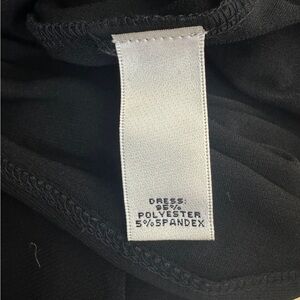 DRESS:
95%
POLYESTER
5%SPANDEX